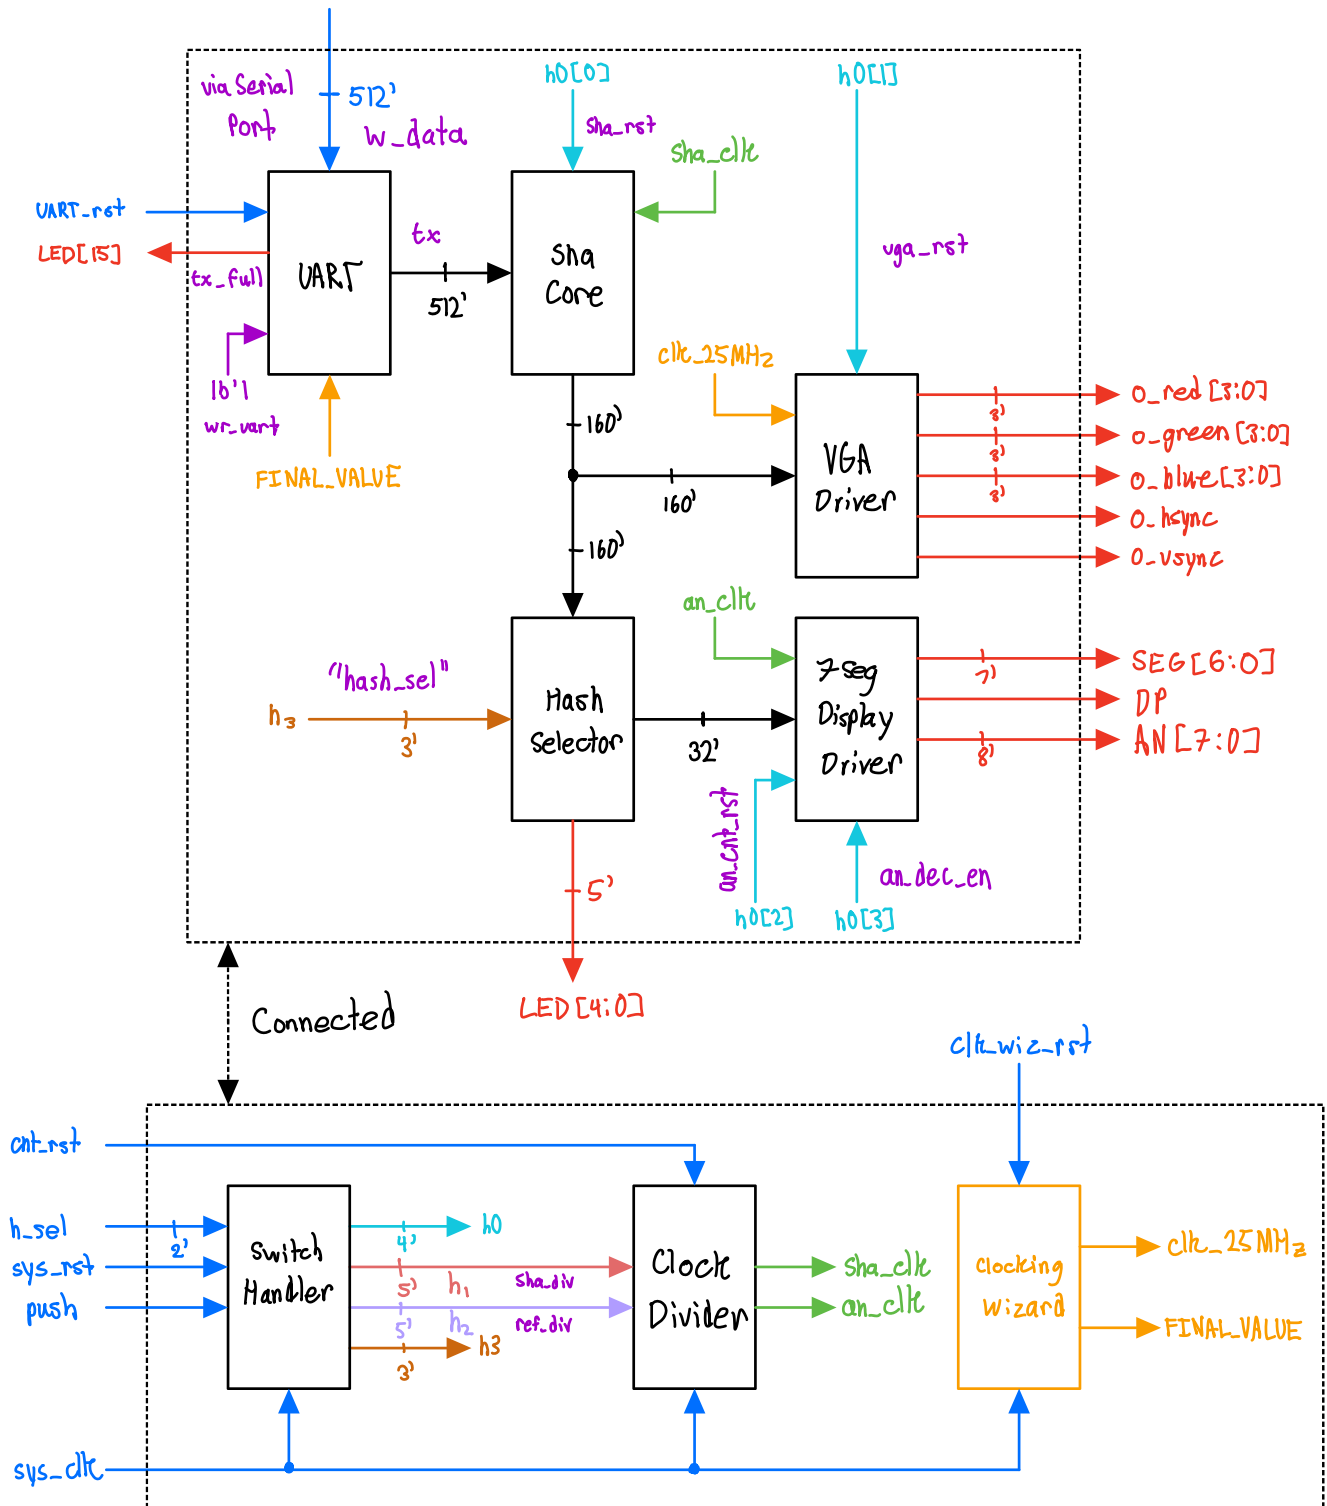 via Serial
Port
512'
w_data
h0[0]
sha_rst
h0[1]
sha_clk
UART_rst
LED[15]
tx_full
UART
tx
512'
Sha
Core
vga_rst
1b'1
wr_uart
FINAL_VALUE
clk_25MHz
160'
160'
160'
VGA
Driver
3'
3'
3'
o_red[3:0]
o_green[3:0]
o_blue[3:0]
o_hsync
o_vsync
an_clk
"hash_sel"
h3
3'
Hash
Selector
32'
7seg
Display
Driver
7'
8'
SEG[6:0]
DP
AN[7:0]
an_cnt_rst
h0[2]
an_dec_en
h0[3]
5'
LED[4:0]
Connected
clk_wiz_rst
cnt_rst
h_sel
2'
sys_rst
push
Switch
Handler
4'
h0
5'
h1
sha_div
5'
h2
ref_div
3'
h3
Clock
Divider
sha_clk
an_clk
Clocking
Wizard
clk_25MHz
FINAL_VALUE
sys_clk